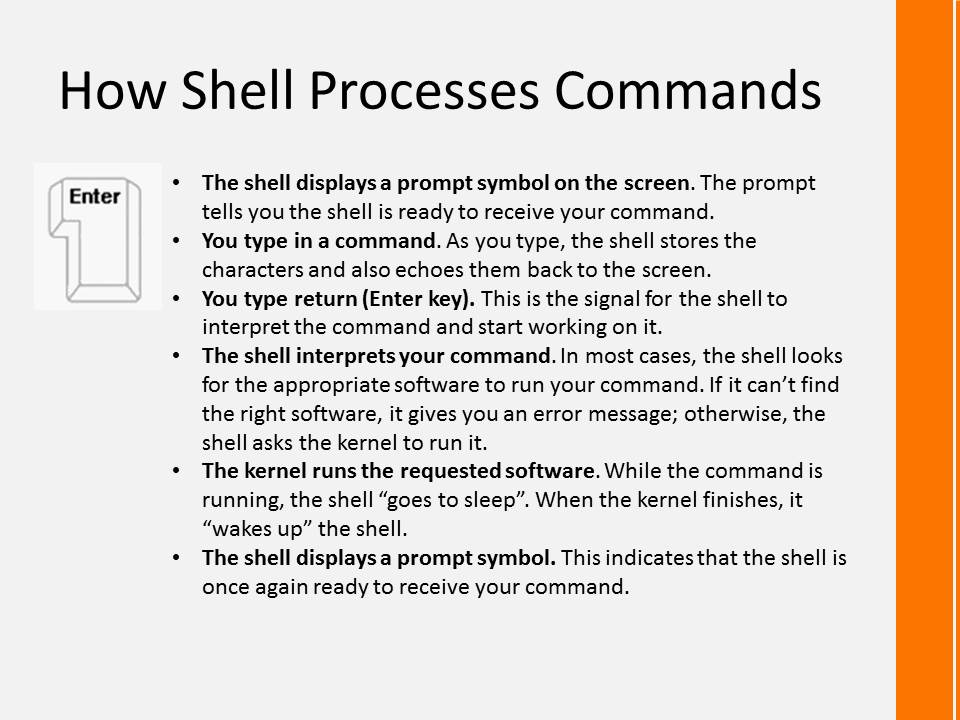 How Shell Processes Commands
Enter
• The shell displays a prompt symbol on the screen. The prompt
tells you the shell is ready to receive your command.
• You type in a command. As you type, the shell stores the
characters and also echoes them back to the screen.
• You type return (Enter key). This is the signal for the shell to
interpret the command and start working on it.
• The shell interprets your command. In most cases, the shell looks
for the appropriate software to run your command. If it can’t find
the right software, it gives you an error message; otherwise, the
shell asks the kernel to run it.
• The kernel runs the requested software. While the command is
running, the shell “goes to sleep”. When the kernel finishes, it
“wakes up” the shell.
• The shell displays a prompt symbol. This indicates that the shell is
once again ready to receive your command.